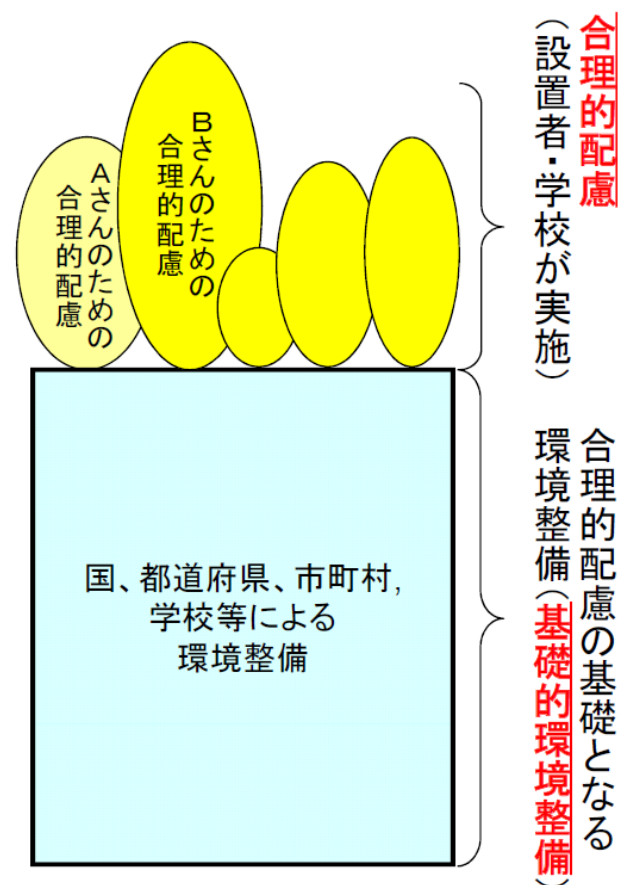 合理的配慮
（設置者・学校が実施）
Aさんのための
合理的配慮
Bさんのための
合理的配慮
合理的配慮の基礎となる
環境整備（基礎的環境整備）
国、都道府県、市町村,
学校等による
環境整備